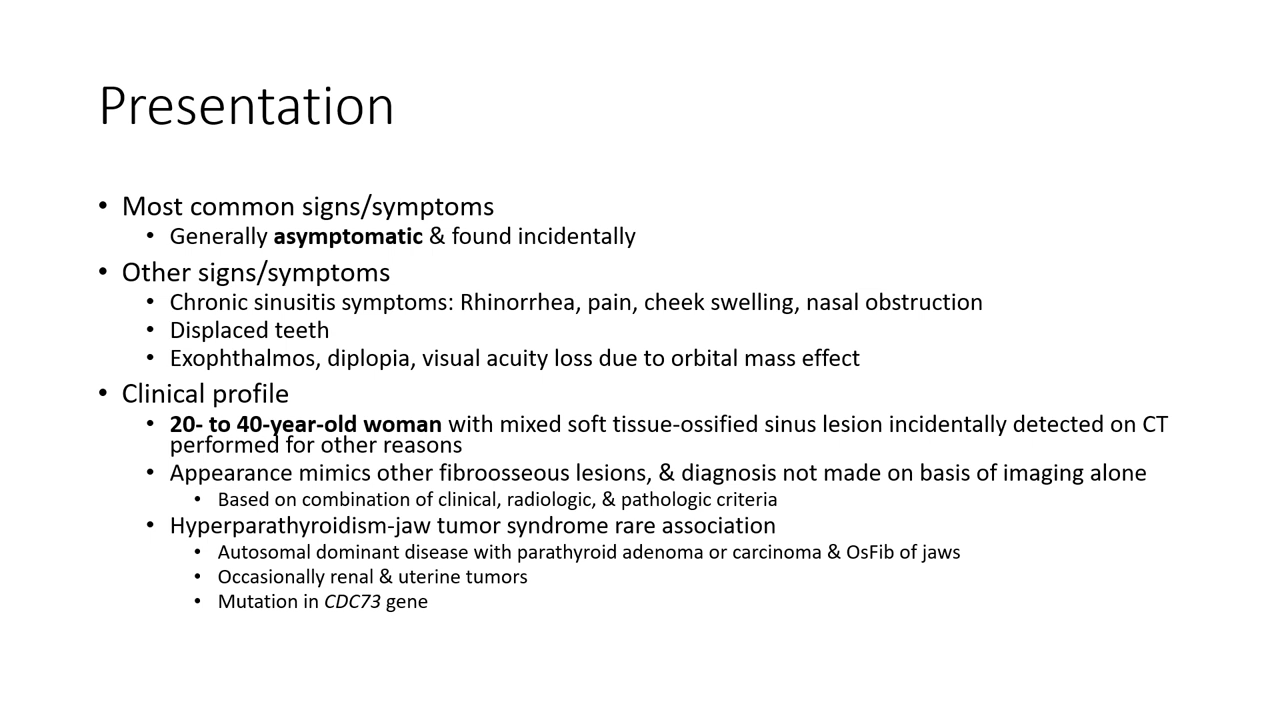 Presentation
• Most common signs/symptoms
• Generally asymptomatic & found incidentally
• Other signs/symptoms
• Chronic sinusitis symptoms: Rhinorrhea, pain, cheek swelling, nasal obstruction
• Displaced teeth
• Exophthalmos, diplopia, visual acuity loss due to orbital mass effect
• Clinical profile
• 20- to 40-year-old woman with mixed soft tissue-ossified sinus lesion incidentally detected on CT
performed for other reasons
• Appearance mimics other fibroosseous lesions, & diagnosis not made on basis of imaging alone
• Based on combination of clinical, radiologic, & pathologic criteria
• Hyperparathyroidism-jaw tumor syndrome rare association
• Autosomal dominant disease with parathyroid adenoma or carcinoma & OsFib of jaws
• Occasionally renal & uterine tumors
• Mutation in CDC73 gene